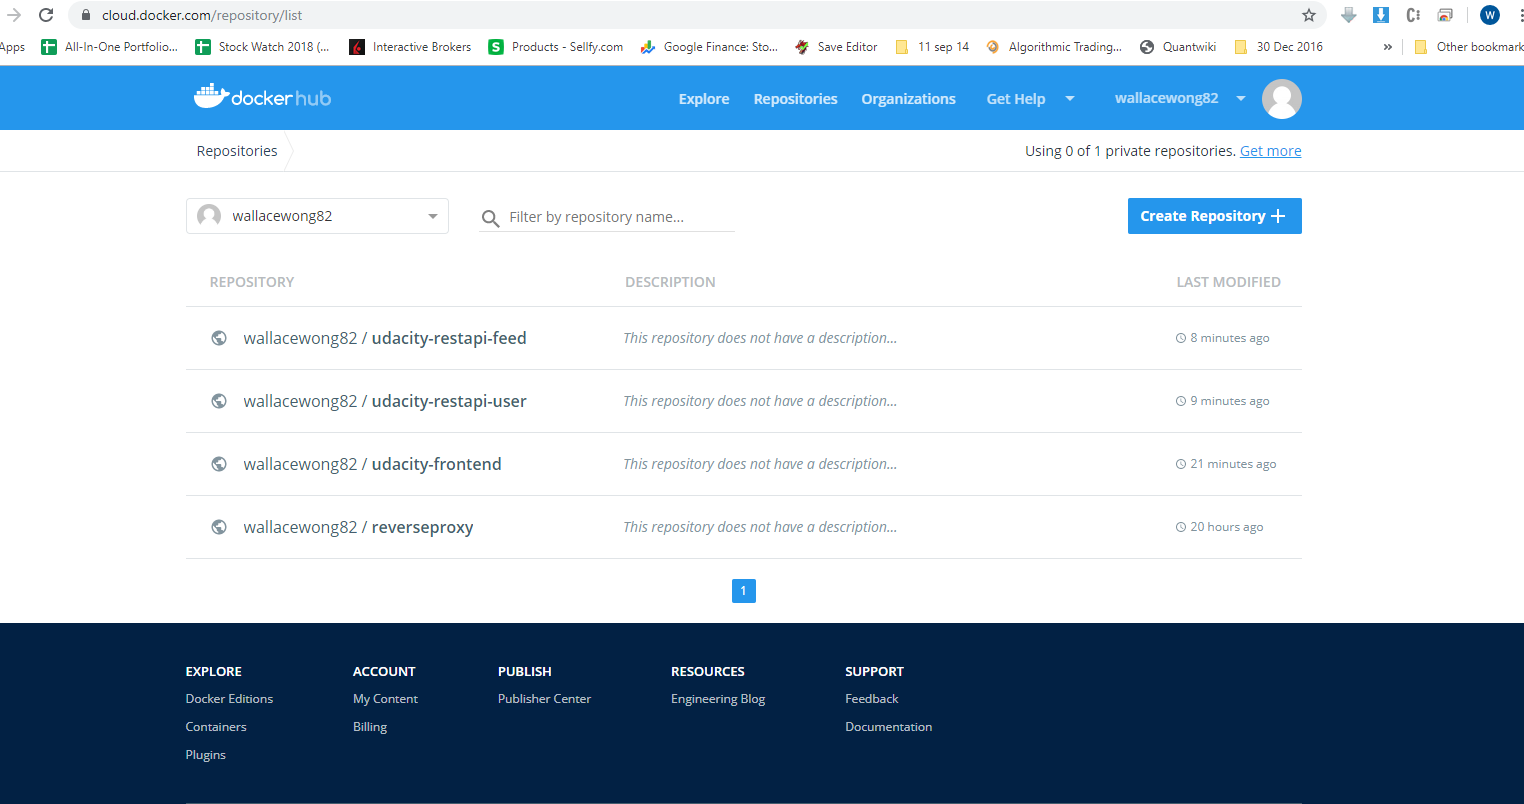 cloud.docker.com/repository/list W
Apps All-In-One Portfolio... Stock Watch 2018 (... Interactive Brokers Products - Sellfy.com Google Finance: Sto... Save Editor 11 sep 14 Algorithmic Trading... Quantwiki 30 Dec 2016 » Other bookmark
docker hub Explore Repositories Organizations Get Help wallacewong82
Repositories Using 0 of 1 private repositories. Get more
wallacewong82 Filter by repository name... Create Repository +
REPOSITORY DESCRIPTION LAST MODIFIED
wallacewong82 / udacity-restapi-feed This repository does not have a description... 8 minutes ago
wallacewong82 / udacity-restapi-user This repository does not have a description... 9 minutes ago
wallacewong82 / udacity-frontend This repository does not have a description... 21 minutes ago
wallacewong82 / reverseproxy This repository does not have a description... 20 hours ago
1
EXPLORE ACCOUNT PUBLISH RESOURCES SUPPORT
Docker Editions My Content Publisher Center Engineering Blog Feedback
Containers Billing Documentation
Plugins